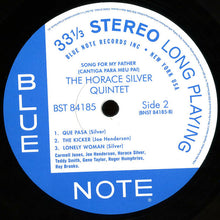 33⅓ STEREO LONG PLAYING
BLUE NOTE RECORDS INC • NEW YORK USA
SONG FOR MY FATHER
(CANTIGA PARA MEU PAI)
THE HORACE SILVER
QUINTET
BST 84185
Side 2
(BNST 84185-B)
1. QUE PASA (Silver)
2. THE KICKER (Joe Henderson)
3. LONELY WOMAN (Silver)
Carmell Jones, Joe Henderson, Horace Silver,
Teddy Smith, Gene Taylor, Roger Humphries,
Roy Brooks.
BLUE
NOTE